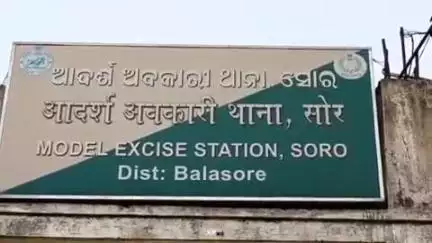 ଆଦର୍ଶ ଅବକାରୀ ଥାନା ସୋର
आदर्श अवकारी थाना, सोर
MODEL EXCISE STATION, SORO
Dist: Balasore